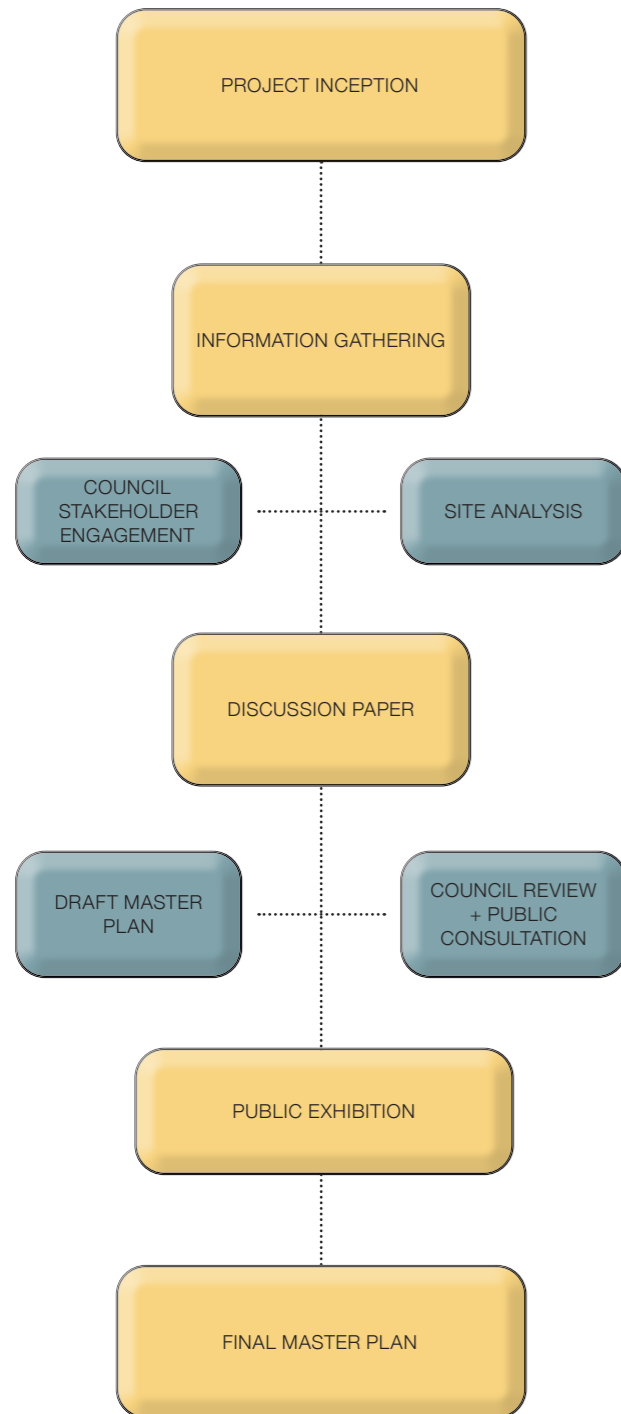 PROJECT INCEPTION
INFORMATION GATHERING
COUNCIL
STAKEHOLDER
ENGAGEMENT
SITE ANALYSIS
DISCUSSION PAPER
DRAFT MASTER
PLAN
COUNCIL REVIEW
+ PUBLIC
CONSULTATION
PUBLIC EXHIBITION
FINAL MASTER PLAN